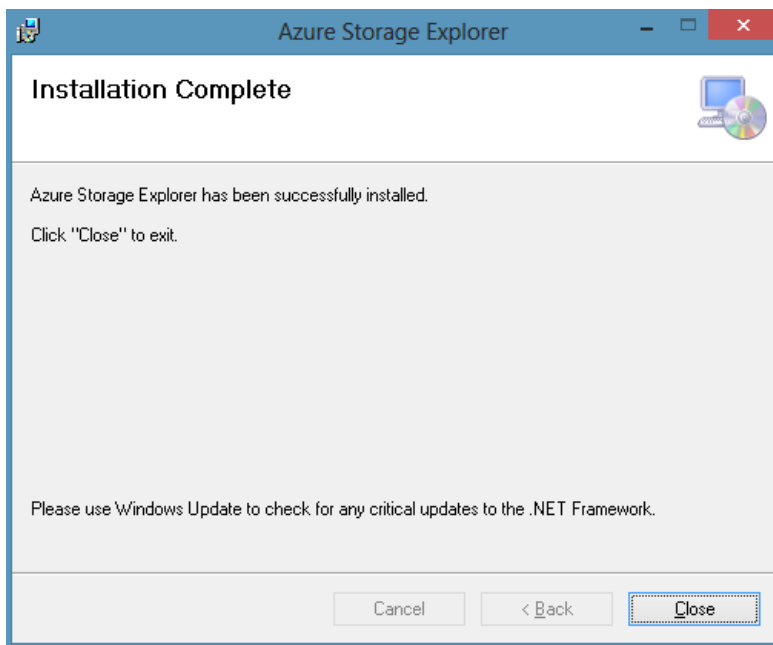 Azure Storage Explorer
Installation Complete
Azure Storage Explorer has been successfully installed.
Click "Close" to exit.
Please use Windows Update to check for any critical updates to the .NET Framework.
Cancel
< Back
Close